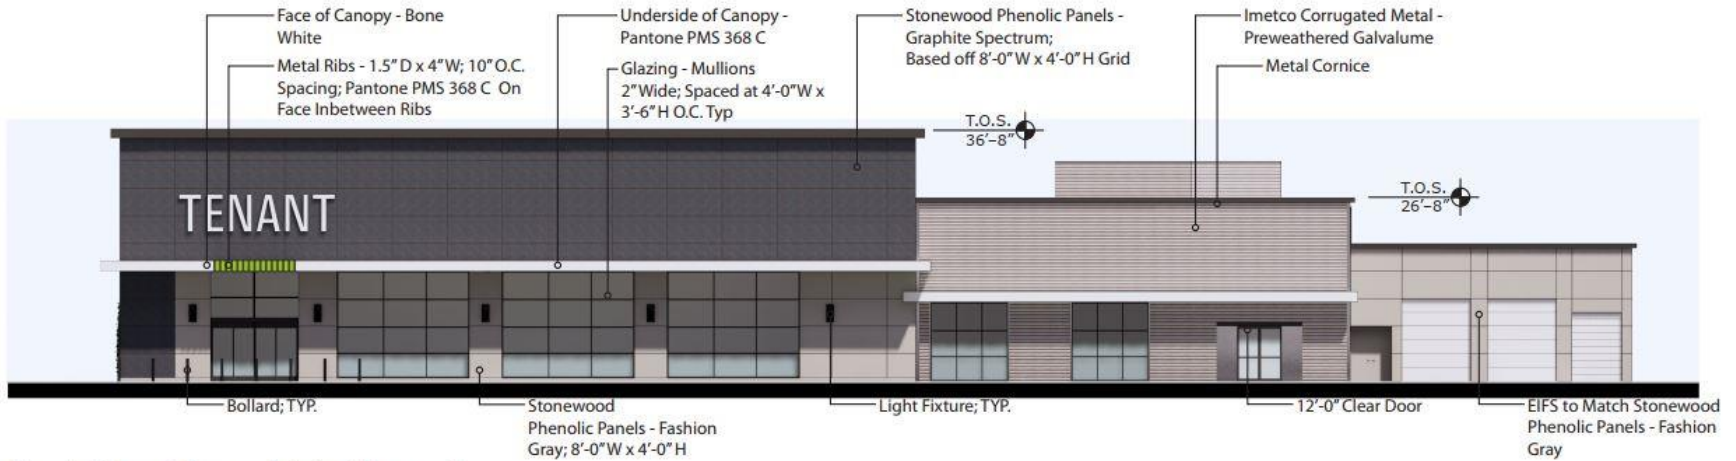 Face of Canopy - Bone
White
Metal Ribs - 1.5" D x 4" W; 10" O.C.
Spacing; Pantone PMS 368 C On
Face Inbetween Ribs
Underside of Canopy -
Pantone PMS 368 C
Glazing - Mullions
2" Wide; Spaced at 4'-0" W x
3'-6" H O.C. Typ
Stonewood Phenolic Panels -
Graphite Spectrum;
Based off 8'-0" W x 4'-0" H Grid
Imetco Corrugated Metal -
Preweathered Galvalume
Metal Cornice
T.O.S.
36'-8"
T.O.S.
26'-8"
TENANT
Bollard; TYP.
Stonewood
Phenolic Panels - Fashion
Gray; 8'-0" W x 4'-0" H
Light Fixture; TYP.
12'-0" Clear Door
EIFS to Match Stonewood
Phenolic Panels - Fashion
Gray